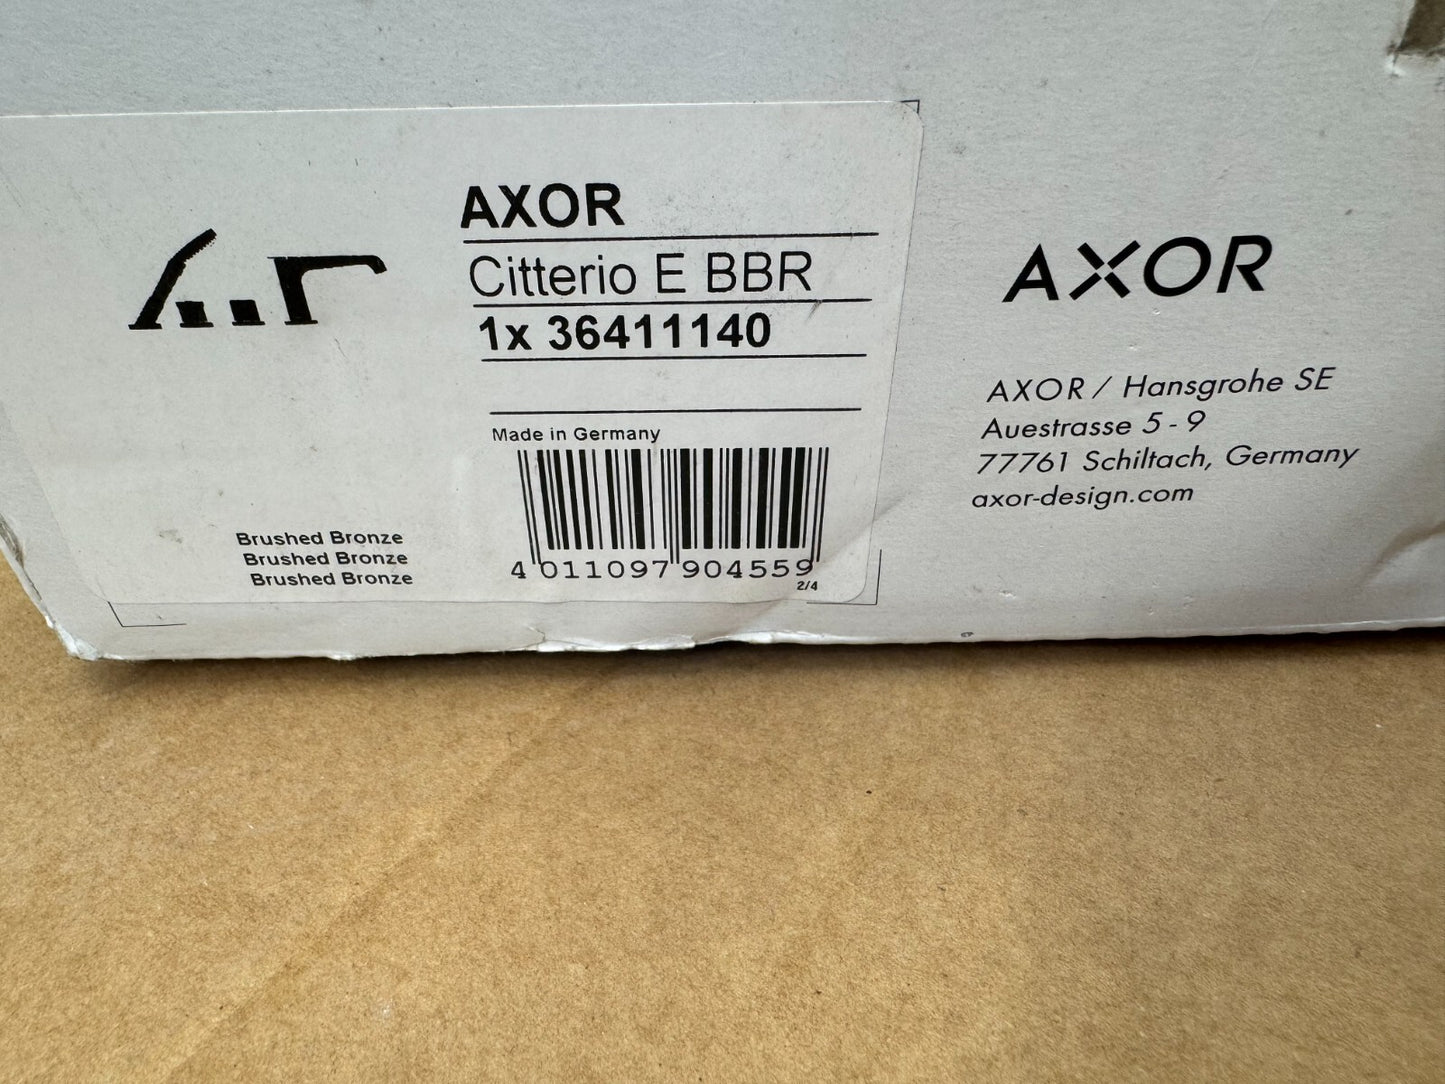 AXOR
Citterio E BBR
1x 36411140
Made in Germany
4 011097 904559
2/4
Brushed Bronze
Brushed Bronze
Brushed Bronze
AXOR
AXOR / Hansgrohe SE
Auestrasse 5 - 9
77761 Schiltach, Germany
axor-design.com